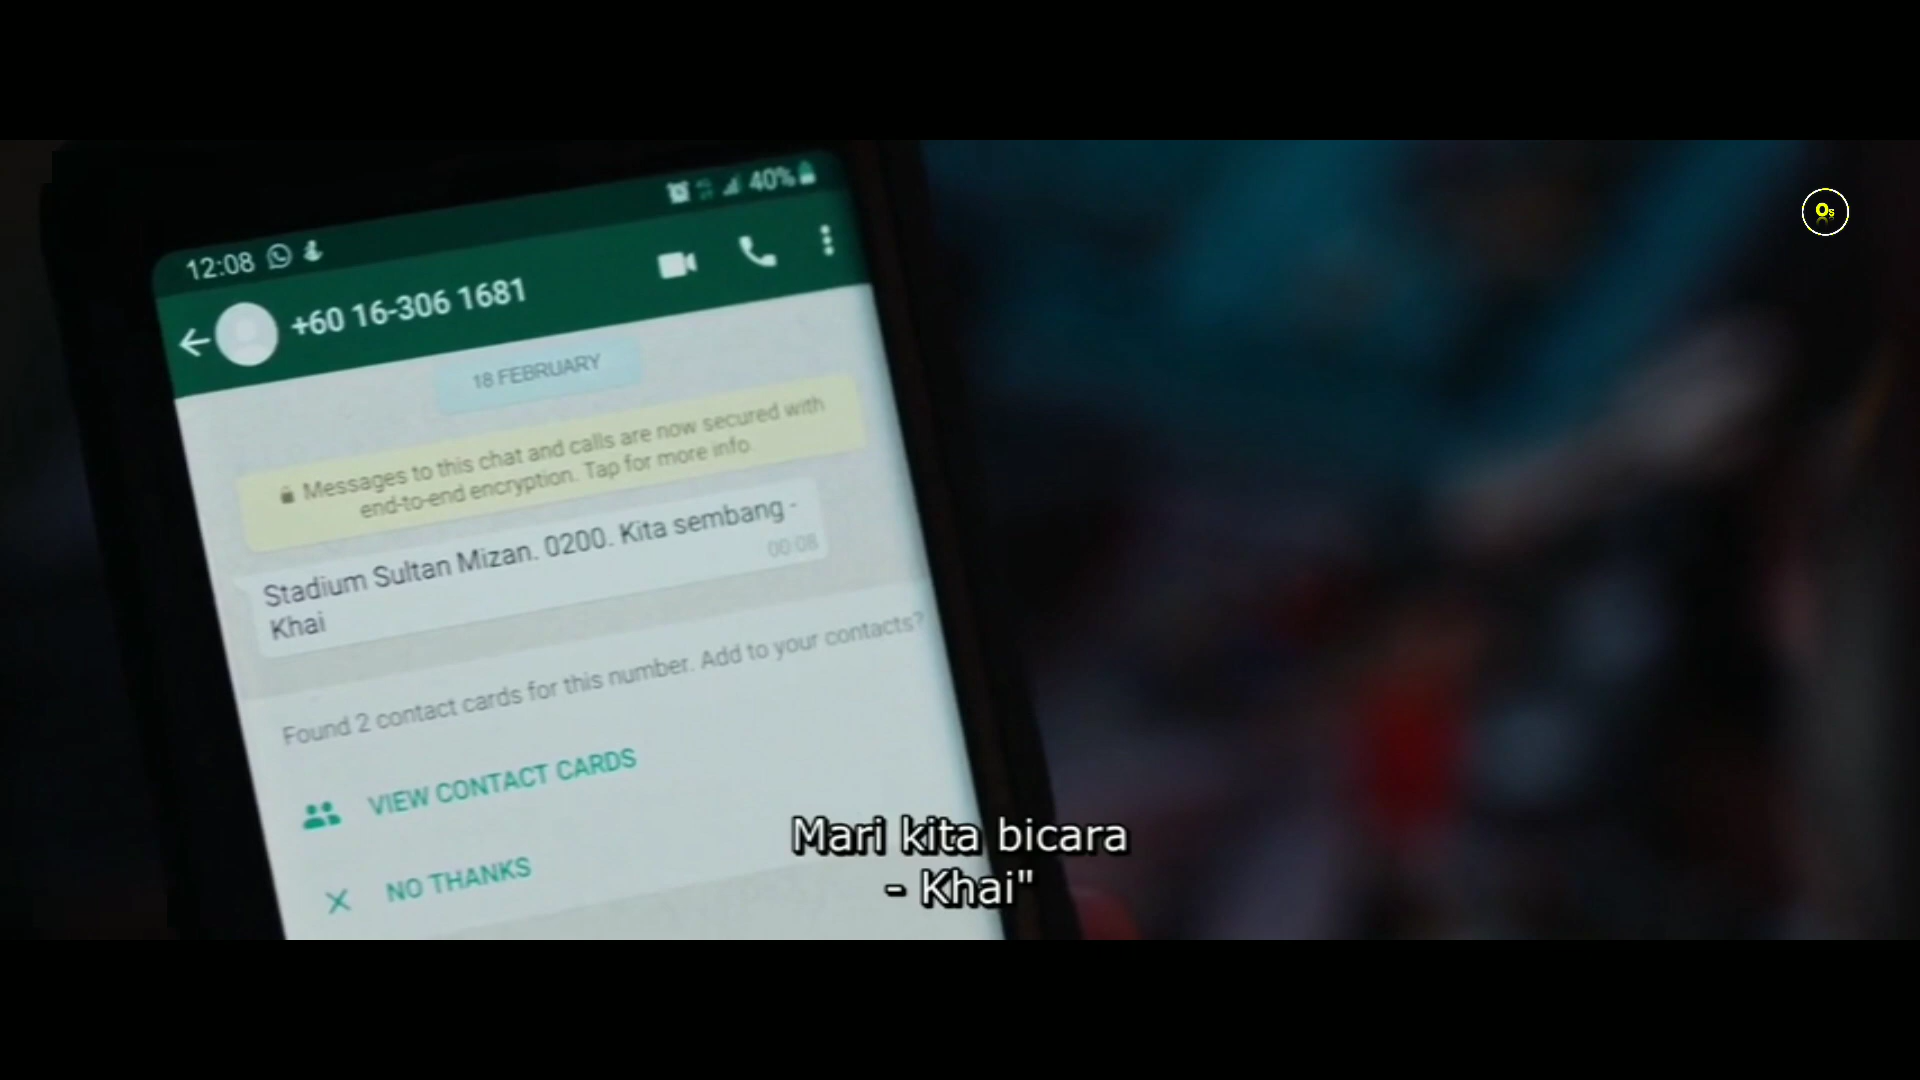 12:08 40%
+60 16-306 1681
18 FEBRUARY
Messages to this chat and calls are now secured with
end-to-end encryption. Tap for more info.
Stadium Sultan Mizan. 0200. Kita sembang -
Khai
00:08
Found 2 contact cards for this number. Add to your contacts?
VIEW CONTACT CARDS
NO THANKS
Mari kita bicara
- Khai"
Os